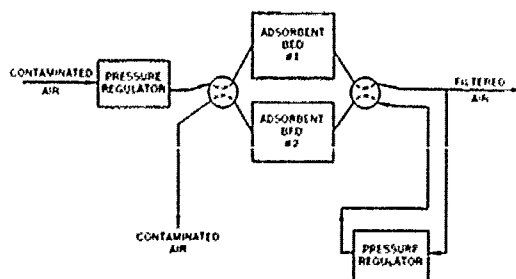 CONTAMINATED
AIR
PRESSURE
REGULATOR
ADSORBENT
BED
#1
ADSORBENT
BED
#2
FILTERED
AIR
CONTAMINATED
AIR
PRESSURE
REGULATOR